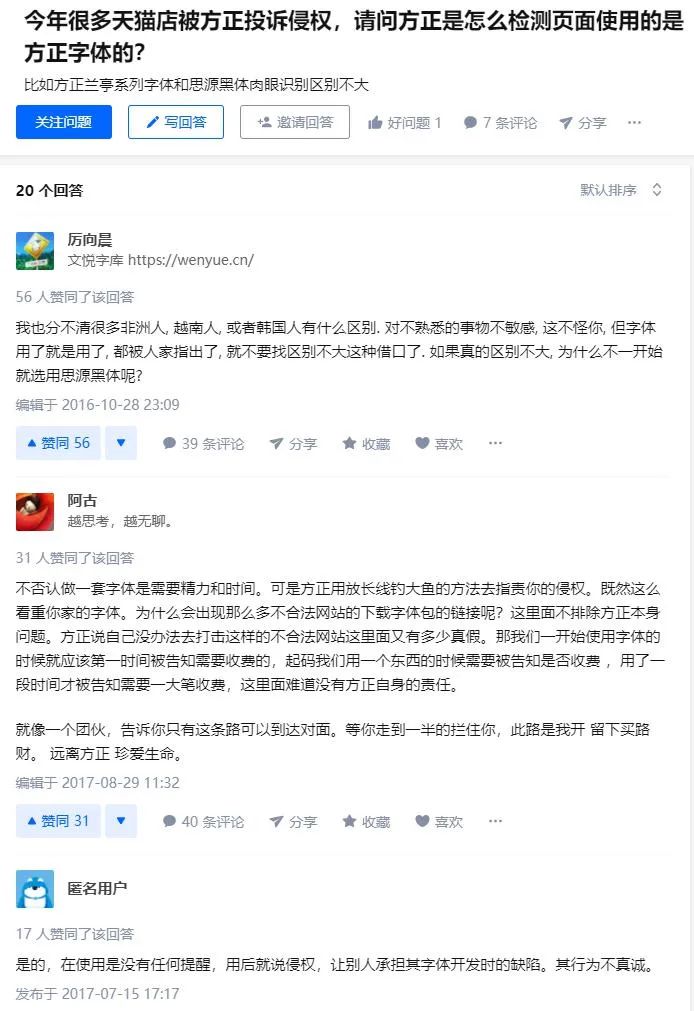 今年很多天猫店被方正投诉侵权，请问方正是怎么检测页面使用的是
方正字体的？
比如方正兰亭系列字体和思源黑体肉眼识别区别不大
关注问题 写回答 邀请回答 好问题 1 7 条评论 分享 ···
20 个回答 默认排序
厉向晨
文悦字库 https://wenyue.cn/
56 人赞同了该回答
我也分不清很多非洲人, 越南人, 或者韩国人有什么区别. 对不熟悉的事物不敏感, 这不怪你, 但字体
用了就是用了, 都被人家指出了, 就不要找区别不大这种借口了. 如果真的区别不大, 为什么不一开始
就选用思源黑体呢?
编辑于 2016-10-28 23:09
赞同 56 39 条评论 分享 收藏 喜欢 ···
阿古
越思考，越无聊。
31 人赞同了该回答
不否认做一套字体是需要精力和时间。可是方正用放长线钓大鱼的方法去指责你的侵权。既然这么
看重你家的字体。为什么会出现那么多不合法网站的下载字体包的链接呢？这里面不排除方正本身
问题。方正说自己没办法去打击这样的不合法网站这里面又有多少真假。那我们一开始使用字体的
时候就应该第一时间被告知需要收费的，起码我们用一个东西的时候需要被告知是否收费 ，用了一
段时间才被告知需要一大笔收费，这里面难道没有方正自身的责任。
就像一个团伙，告诉你只有这条路可以到达对面。等你走到一半的拦住你，此路是我开 留下买路
财。 远离方正 珍爱生命。
编辑于 2017-08-29 11:32
赞同 31 40 条评论 分享 收藏 喜欢 ···
匿名用户
17 人赞同了该回答
是的，在使用是没有任何提醒，用后就说侵权，让别人承担其字体开发时的缺陷。其行为不真诚。
发布于 2017-07-15 17:17